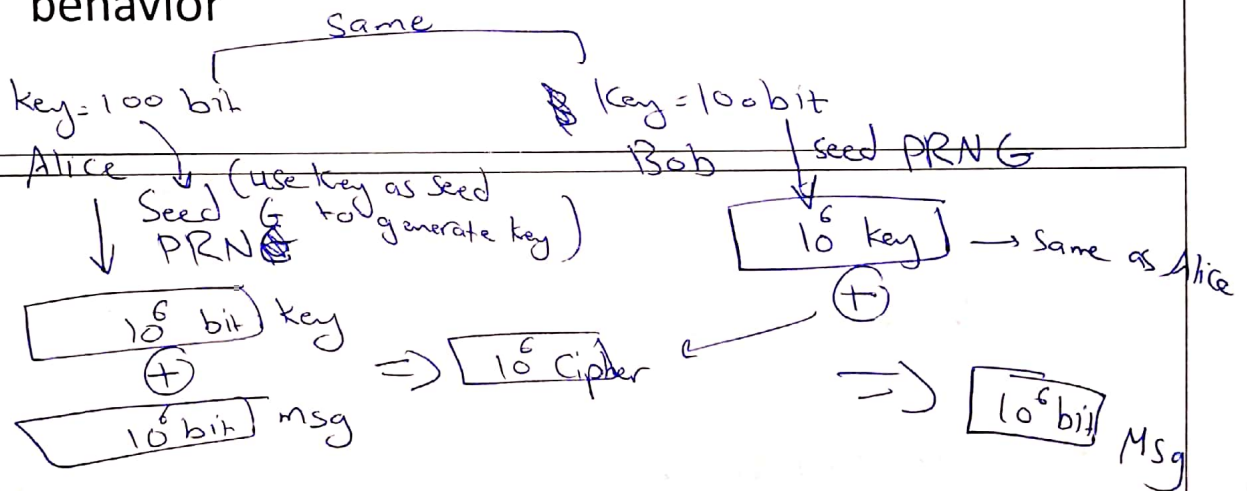 behavior
Same
key=100 bit
Key=100bit
Alice
Bob
seed PRNG
Seed (use key as seed
PRNG to generate key)
10^6 bit key
10^6 key → Same as Alice
⊕
⊕
10^6 bit msg
=> 10^6 Cipher
=> 10^6 bit Msg